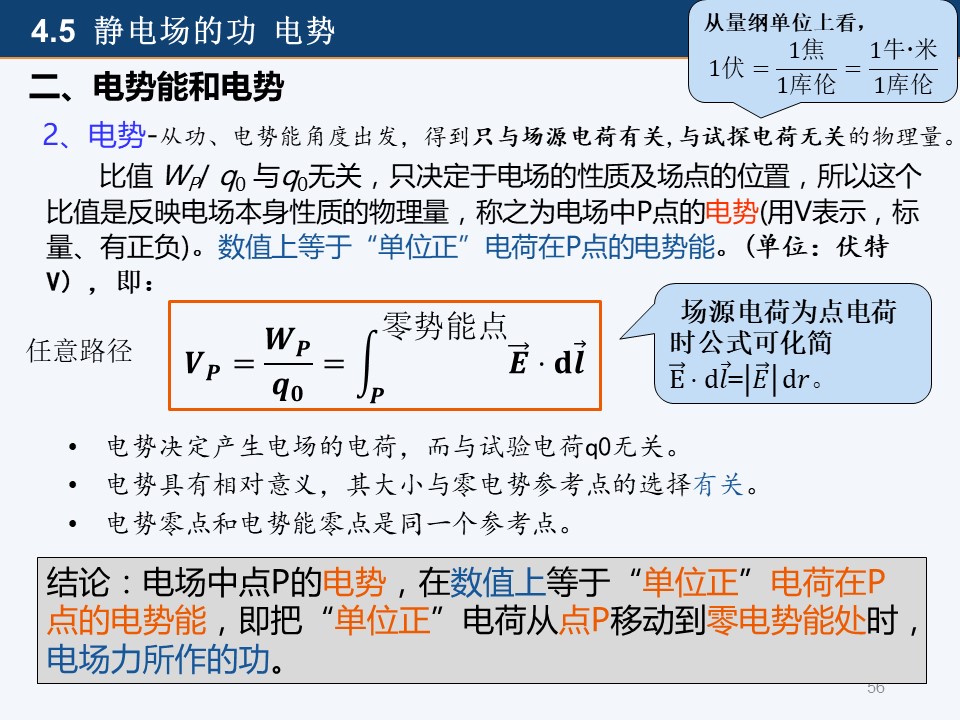 4.5 静电场的功 电势
从量纲单位上看，
1伏 = 1焦/1库伦 = 1牛·米/1库伦
二、电势能和电势
2、电势-从功、电势能角度出发，得到只与场源电荷有关,与试探电荷无关的物理量。
比值 W_P/ q_0 与q_0无关，只决定于电场的性质及场点的位置，所以这个
比值是反映电场本身性质的物理量，称之为电场中P点的电势(用V表示，标
量、有正负)。数值上等于“单位正”电荷在P点的电势能。(单位：伏特
V），即：
任意路径
V_P = W_P/q_0 = ∫_P^零势能点 E⃗ · dl⃗
场源电荷为点电荷
时公式可化简
E⃗ · dl⃗=|E⃗| dr。
• 电势决定产生电场的电荷，而与试验电荷q0无关。
• 电势具有相对意义，其大小与零电势参考点的选择有关。
• 电势零点和电势能零点是同一个参考点。
结论：电场中点P的电势，在数值上等于“单位正”电荷在P
点的电势能，即把“单位正”电荷从点P移动到零电势能处时，
电场力所作的功。
56